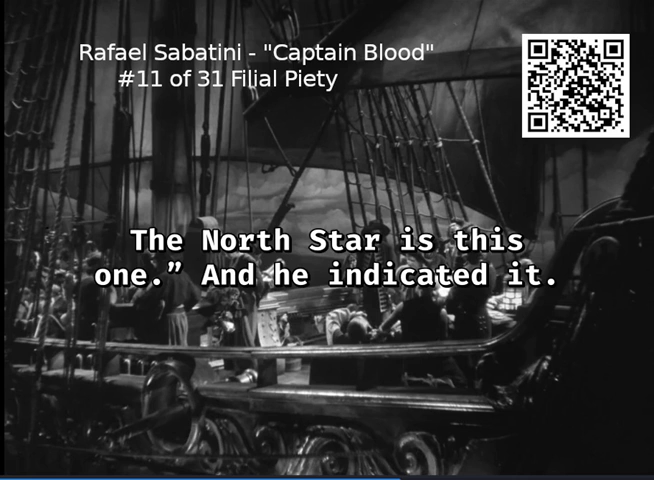 Rafael Sabatini - "Captain Blood"
#11 of 31 Filial Piety
The North Star is this
one.” And he indicated it.